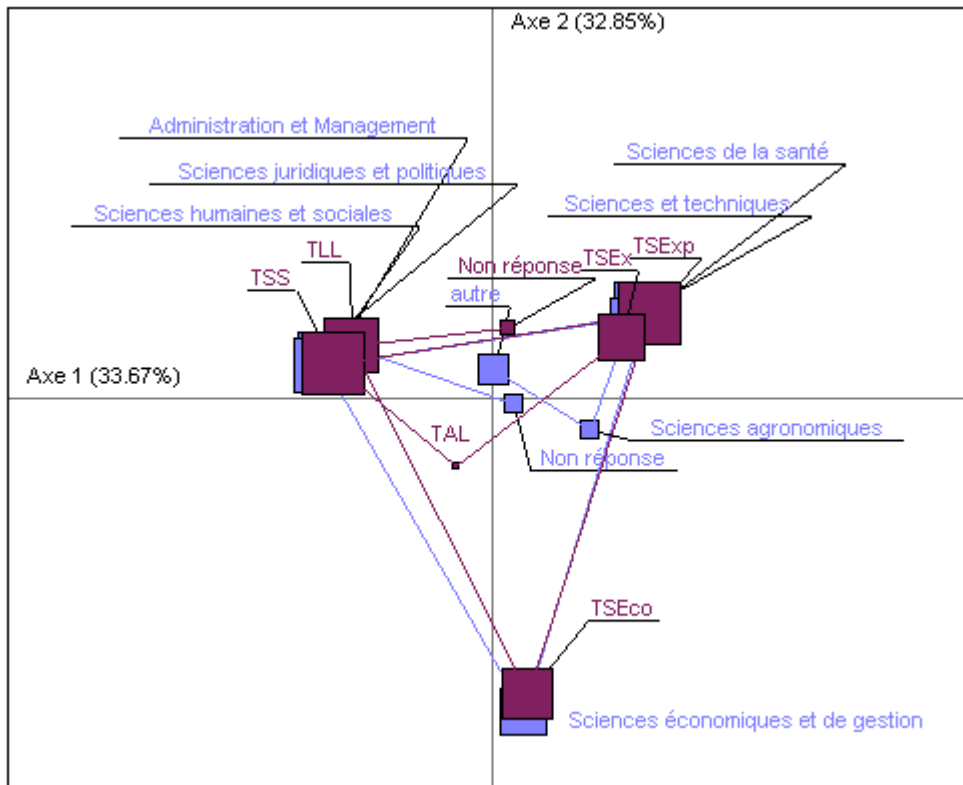 Axe 2 (32.85%)
Administration et Management
Sciences de la santé
Sciences juridiques et politiques
Sciences et techniques
Sciences humaines et sociales
TLL
TSS
Non réponse
TSEx
TSExp
autre
Axe 1 (33.67%)
TAL
Sciences agronomiques
Non réponse
TSEco
Sciences économiques et de gestion